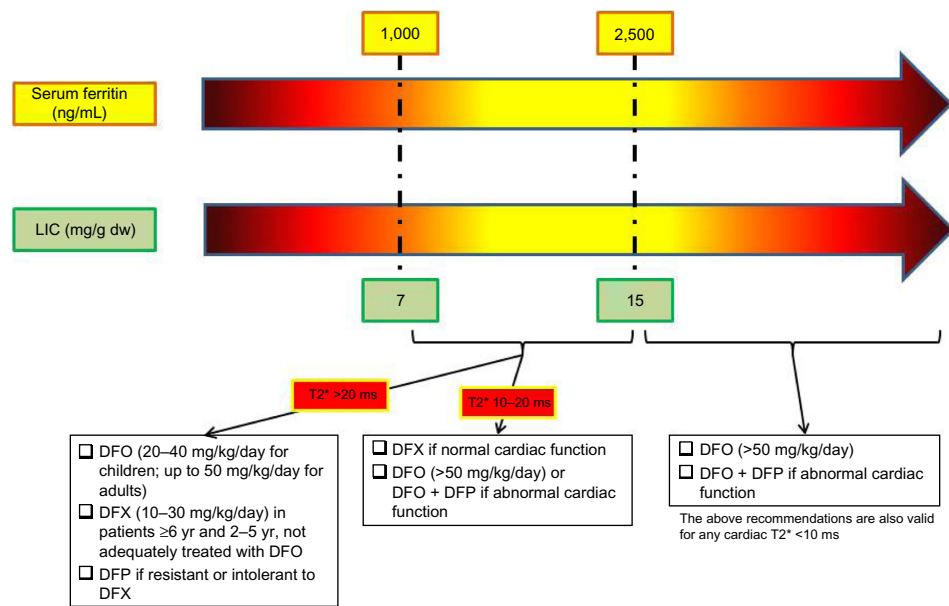 1,000
2,500
Serum ferritin
(ng/mL)
LIC (mg/g dw)
7
15
T2* >20 ms
T2* 10–20 ms
❑ DFO (20–40 mg/kg/day for
children; up to 50 mg/kg/day for
adults)
❑ DFX (10–30 mg/kg/day) in
patients ≥6 yr and 2–5 yr, not
adequately treated with DFO
❑ DFP if resistant or intolerant to
DFX
❑ DFX if normal cardiac function
❑ DFO (>50 mg/kg/day) or
DFO + DFP if abnormal cardiac
function
❑ DFO (>50 mg/kg/day)
❑ DFO + DFP if abnormal cardiac
function
The above recommendations are also valid
for any cardiac T2* <10 ms